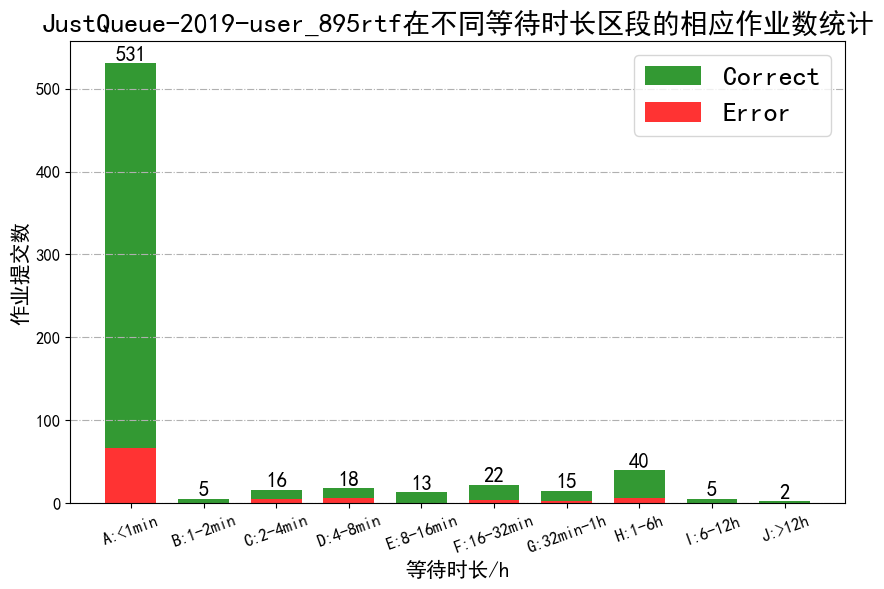 JustQueue-2019-user_895rtf在不同等待时长区段的相应作业数统计
531
Correct
Error
500
400
300
200
100
0
作业提交数
5
16
18
13
22
15
40
5
2
A:<1min
B:1-2min
C:2-4min
D:4-8min
E:8-16min
F:16-32min
G:32min-1h
H:1-6h
I:6-12h
J:>12h
等待时长/h